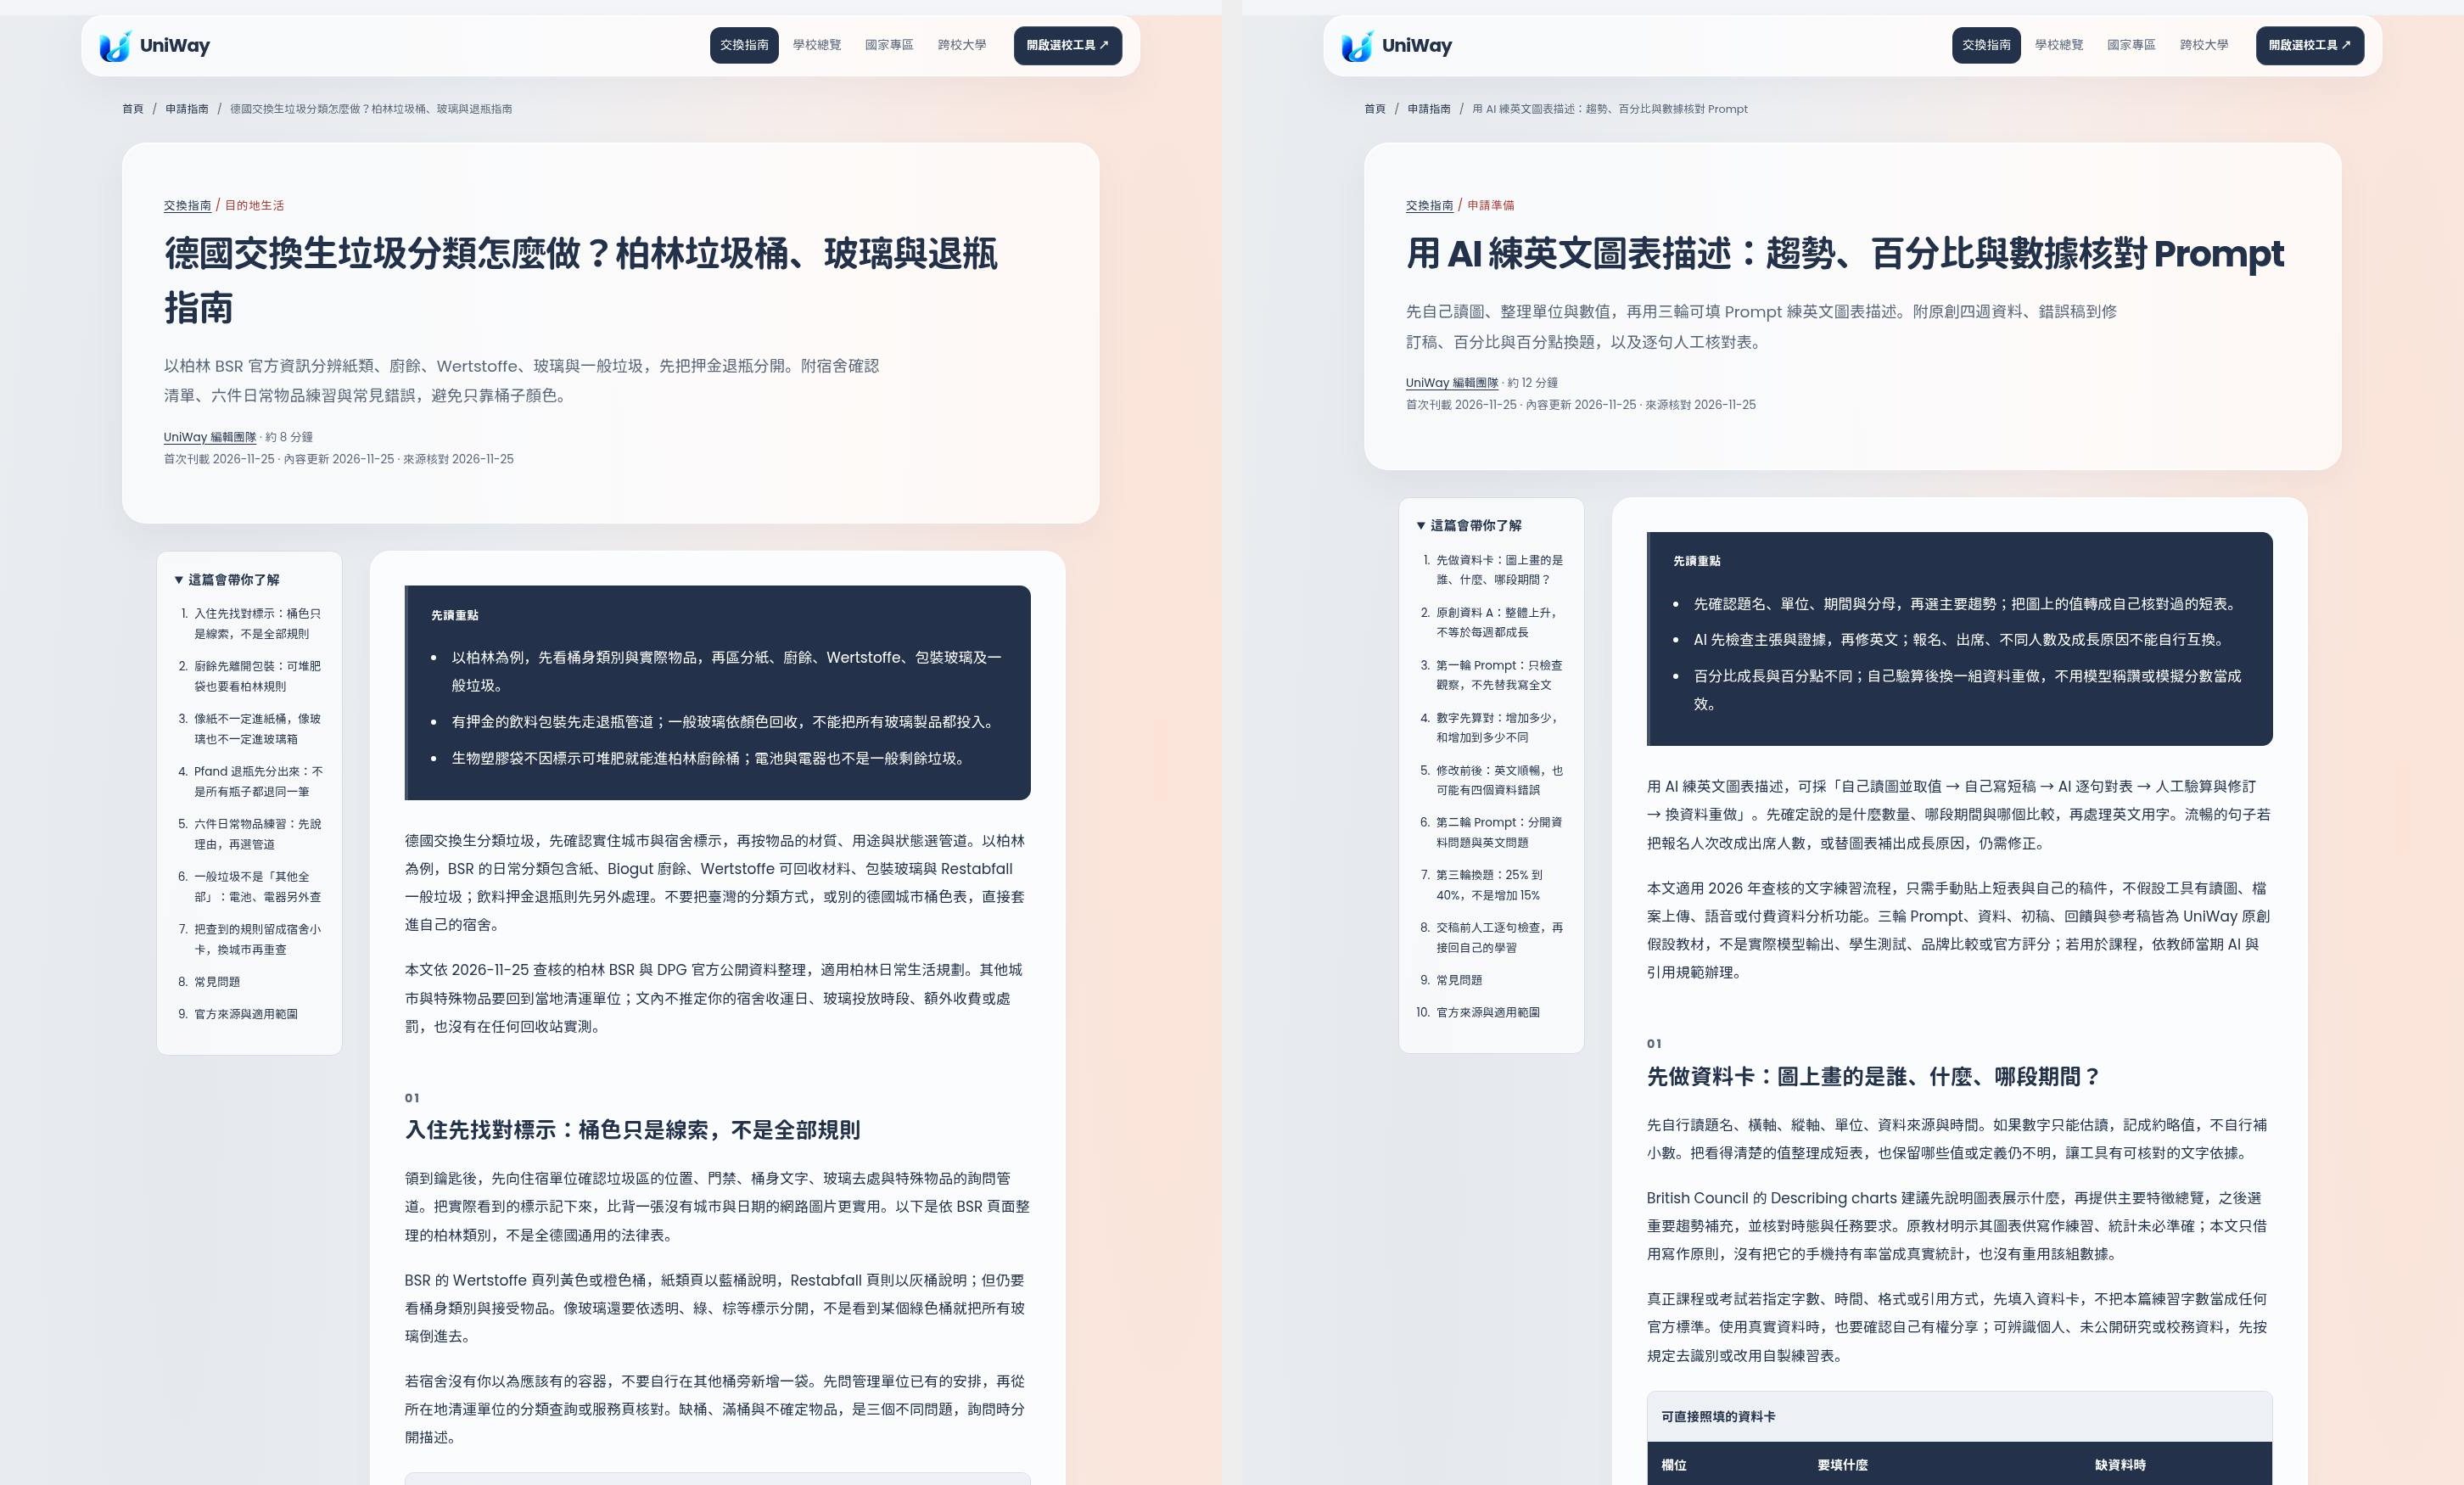 UniWay
交換指南 學校總覽 國家專區 跨校大學 開啟選校工具 ↗
首頁 / 申請指南 / 德國交換生垃圾分類怎麼做？柏林垃圾桶、玻璃與退瓶指南
交換指南 / 目的地生活
德國交換生垃圾分類怎麼做？柏林垃圾桶、玻璃與退瓶
指南
以柏林 BSR 官方資訊分辨紙類、廚餘、Wertstoffe、玻璃與一般垃圾，先把押金退瓶分開。附宿舍確認
清單、六件日常物品練習與常見錯誤，避免只靠桶子顏色。
UniWay 編輯團隊 · 約 8 分鐘
首次刊載 2026-11-25 · 內容更新 2026-11-25 · 來源核對 2026-11-25
▼ 這篇會帶你了解
1. 入住先找對標示：桶色只
是線索，不是全部規則
2. 廚餘先離開包裝：可堆肥
袋也要看柏林規則
3. 像紙不一定進紙桶，像玻
璃也不一定進玻璃箱
4. Pfand 退瓶先分出來：不
是所有瓶子都退同一筆
5. 六件日常物品練習：先說
理由，再選管道
6. 一般垃圾不是「其他全
部」：電池、電器另外查
7. 把查到的規則留成宿舍小
卡，換城市再重查
8. 常見問題
9. 官方來源與適用範圍
先讀重點
• 以柏林為例，先看桶身類別與實際物品，再區分紙、廚餘、Wertstoffe、包裝玻璃及一
般垃圾。
• 有押金的飲料包裝先走退瓶管道；一般玻璃依顏色回收，不能把所有玻璃製品都投入。
• 生物塑膠袋不因標示可堆肥就能進柏林廚餘桶；電池與電器也不是一般剩餘垃圾。
德國交換生分類垃圾，先確認實住城市與宿舍標示，再按物品的材質、用途與狀態選管道。以柏林
為例，BSR 的日常分類包含紙、Biogut 廚餘、Wertstoffe 可回收材料、包裝玻璃與 Restabfall
一般垃圾；飲料押金退瓶則先另外處理。不要把臺灣的分類方式，或別的德國城市桶色表，直接套
進自己的宿舍。
本文依 2026-11-25 查核的柏林 BSR 與 DPG 官方公開資料整理，適用柏林日常生活規劃。其他城
市與特殊物品要回到當地清運單位；文內不推定你的宿舍收運日、玻璃投放時段、額外收費或處
罰，也沒有在任何回收站實測。
01
入住先找對標示：桶色只是線索，不是全部規則
領到鑰匙後，先向住宿單位確認垃圾區的位置、門禁、桶身文字、玻璃去處與特殊物品的詢問管
道。把實際看到的標示記下來，比背一張沒有城市與日期的網路圖片更實用。以下是依 BSR 頁面整
理的柏林類別，不是全德國通用的法律表。
BSR 的 Wertstoffe 頁列黃色或橙色桶，紙類頁以藍桶說明，Restabfall 頁則以灰桶說明；但仍要
看桶身類別與接受物品。像玻璃還要依透明、綠、棕等標示分開，不是看到某個綠色桶就把所有玻
璃倒進去。
若宿舍沒有你以為應該有的容器，不要自行在其他桶旁新增一袋。先問管理單位已有的安排，再從
所在地清運單位的分類查詢或服務頁核對。缺桶、滿桶與不確定物品，是三個不同問題，詢問時分
開描述。
UniWay
交換指南 學校總覽 國家專區 跨校大學 開啟選校工具 ↗
首頁 / 申請指南 / 用 AI 練英文圖表描述：趨勢、百分比與數據核對 Prompt
交換指南 / 申請準備
用 AI 練英文圖表描述：趨勢、百分比與數據核對 Prompt
先自己讀圖、整理單位與數值，再用三輪可填 Prompt 練英文圖表描述。附原創四週資料、錯誤稿到修
訂稿、百分比與百分點換題，以及逐句人工核對表。
UniWay 編輯團隊 · 約 12 分鐘
首次刊載 2026-11-25 · 內容更新 2026-11-25 · 來源核對 2026-11-25
▼ 這篇會帶你了解
1. 先做資料卡：圖上畫的是
誰、什麼、哪段期間？
2. 原創資料 A：整體上升，
不等於每週都成長
3. 第一輪 Prompt：只檢查
觀察，不先替我寫全文
4. 數字先算對：增加多少，
和增加到多少不同
5. 修改前後：英文順暢，也
可能有四個資料錯誤
6. 第二輪 Prompt：分開資
料問題與英文問題
7. 第三輪換題：25% 到
40%，不是增加 15%
8. 交稿前人工逐句檢查，再
接回自己的學習
9. 常見問題
10. 官方來源與適用範圍
先讀重點
• 先確認題名、單位、期間與分母，再選主要趨勢；把圖上的值轉成自己核對過的短表。
• AI 先檢查主張與證據，再修英文；報名、出席、不同人數及成長原因不能自行互換。
• 百分比成長與百分點不同；自己驗算後換一組資料重做，不用模型稱讚或模擬分數當成
效。
用 AI 練英文圖表描述，可採「自己讀圖並取值 → 自己寫短稿 → AI 逐句對表 → 人工驗算與修訂
→ 換資料重做」。先確定說的是什麼數量、哪段期間與哪個比較，再處理英文用字。流暢的句子若
把報名人次改成出席人數，或替圖表補出成長原因，仍需修正。
本文適用 2026 年查核的文字練習流程，只需手動貼上短表與自己的稿件，不假設工具有讀圖、檔
案上傳、語音或付費資料分析功能。三輪 Prompt、資料、初稿、回饋與參考稿皆為 UniWay 原創
假設教材，不是實際模型輸出、學生測試、品牌比較或官方評分；若用於課程，依教師當期 AI 與
引用規範辦理。
01
先做資料卡：圖上畫的是誰、什麼、哪段期間？
先自行讀題名、橫軸、縱軸、單位、資料來源與時間。如果數字只能估讀，記成約略值，不自行補
小數。把看得清楚的值整理成短表，也保留哪些值或定義仍不明，讓工具有可核對的文字依據。
British Council 的 Describing charts 建議先說明圖表展示什麼，再提供主要特徵總覽，之後選
重要趨勢補充，並核對時態與任務要求。原教材明示其圖表供寫作練習、統計未必準確；本文只借
用寫作原則，沒有把它的手機持有率當成真實統計，也沒有重用該組數據。
真正課程或考試若指定字數、時間、格式或引用方式，先填入資料卡，不把本篇練習字數當成任何
官方標準。使用真實資料時，也要確認自己有權分享；可辨識個人、未公開研究或校務資料，先按
規定去識別或改用自製練習表。
可直接照填的資料卡
欄位 要填什麼 缺資料時